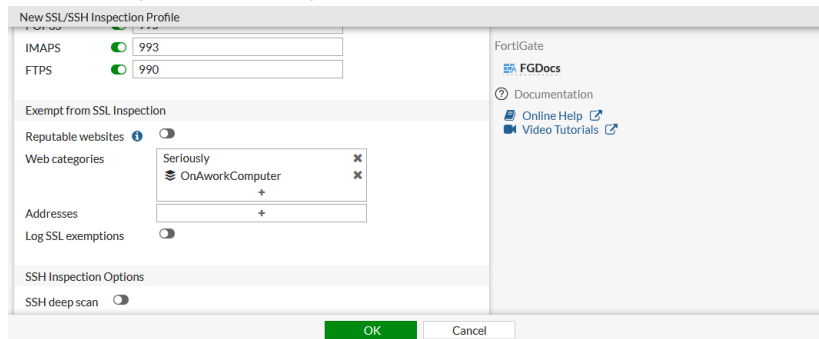 New SSL/SSH Inspection Profile
IMAPS 993
FTPS 990
Exempt from SSL Inspection
Reputable websites
Web categories Seriously
OnAworkComputer
+
Addresses +
Log SSL exemptions
SSH Inspection Options
SSH deep scan
FortiGate
FGDocs
Documentation
Online Help
Video Tutorials
OK Cancel